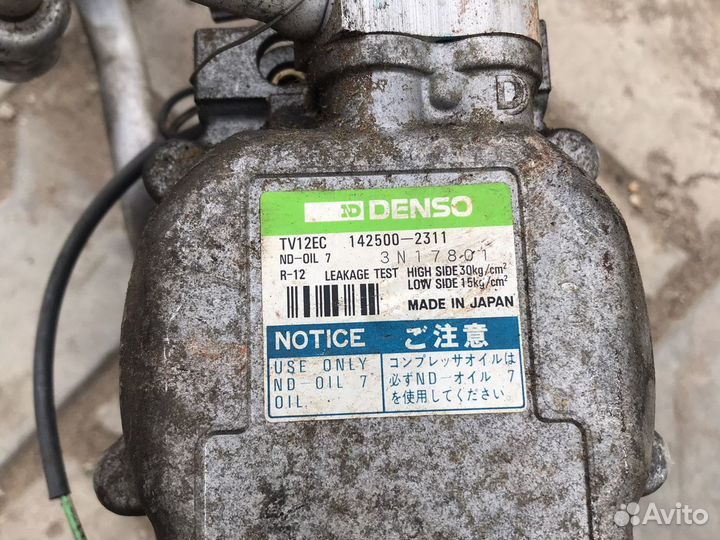 D
ND DENSO
TV12EC 142500-2311
ND-OIL 7 3N17801
R-12 LEAKAGE TEST HIGH SIDE 30kg/cm²
LOW SIDE 15kg/cm²
MADE IN JAPAN
NOTICE ご注意
USE ONLY
ND-OIL 7
OIL.
コンプレッサオイルは
必ずND-オイル 7
を使用してください。
Avito